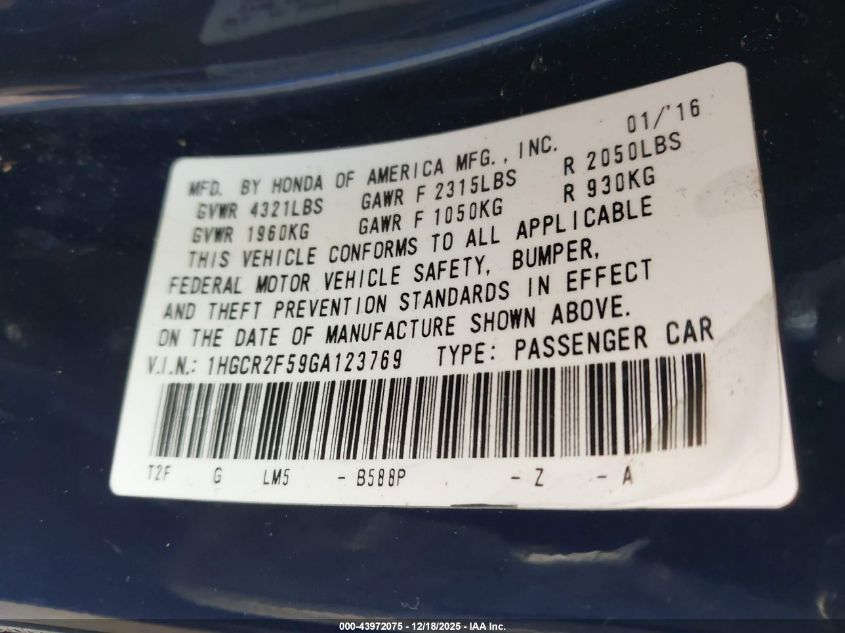 01/'16
MFD. BY HONDA OF AMERICA MFG., INC.
GVWR 4321LBS GAWR F 2315LBS R 2050LBS
GVWR 1960KG GAWR F 1050KG R 930KG
THIS VEHICLE CONFORMS TO ALL APPLICABLE
FEDERAL MOTOR VEHICLE SAFETY, BUMPER,
AND THEFT PREVENTION STANDARDS IN EFFECT
ON THE DATE OF MANUFACTURE SHOWN ABOVE.
V.I.N.: 1HGCR2F59GA123769 TYPE: PASSENGER CAR
T2F G LM5 - B588P - Z - A
000-43972075 - 12/18/2025 - IAA Inc.